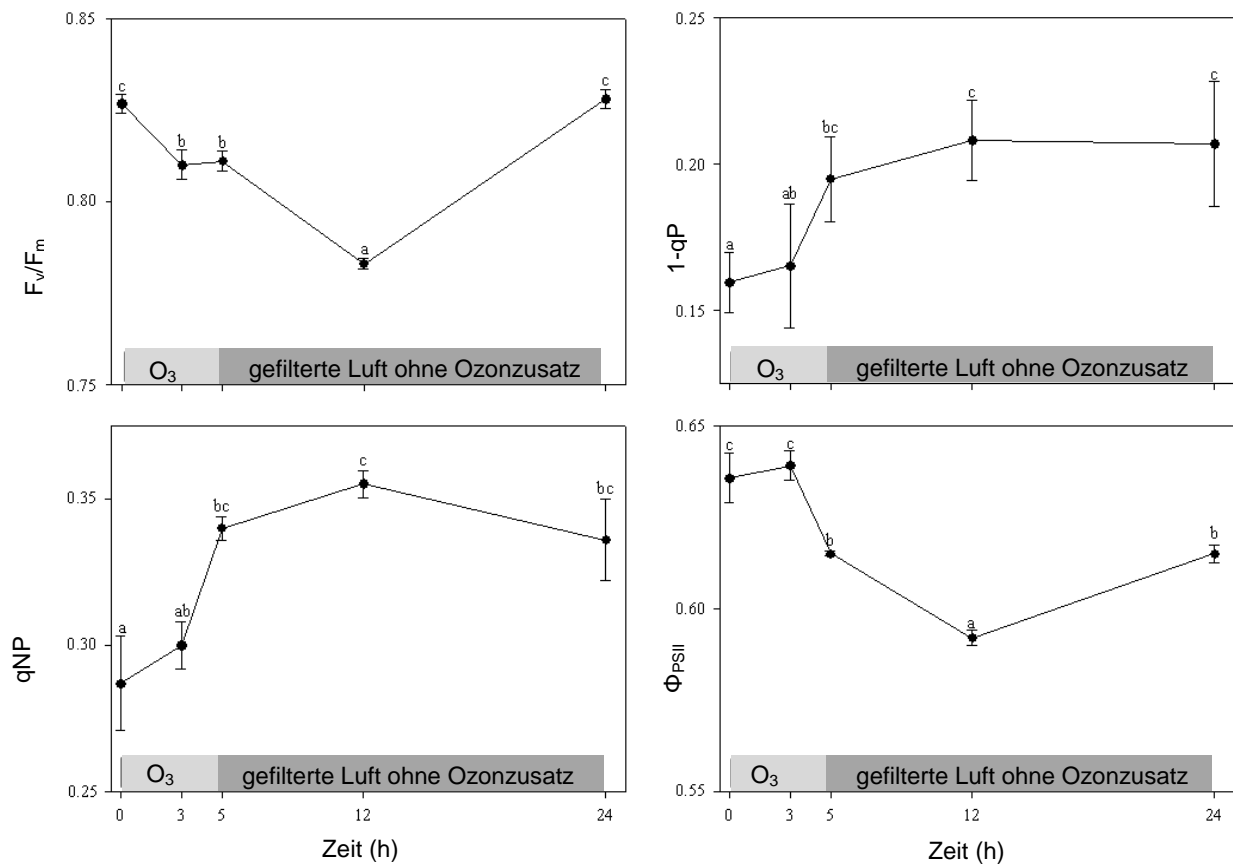 0.85
c
c
b
b
0.80
a
Fv/Fm
O3
gefilterte Luft ohne Ozonzusatz
0.75
0.25
c
c
bc
0.20
ab
a
1-qP
0.15
O3
gefilterte Luft ohne Ozonzusatz
c
bc
bc
0.35
ab
a
0.30
qNP
O3
gefilterte Luft ohne Ozonzusatz
0.25
0 3 5 12 24
Zeit (h)
0.65
c
c
b
b
0.60
a
ΦPSII
O3
gefilterte Luft ohne Ozonzusatz
0.55
0 3 5 12 24
Zeit (h)